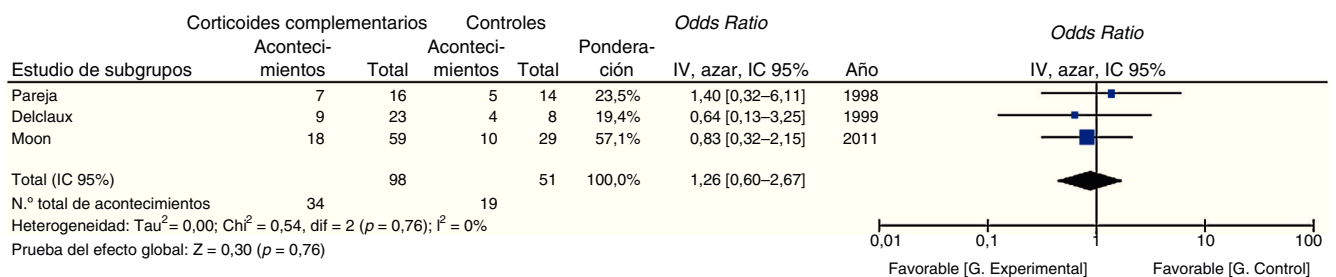 Corticoides complementarios Controles Odds Ratio Odds Ratio
Aconteci- Aconteci- Pondera-
Estudio de subgrupos mientos Total mientos Total ción IV, azar, IC 95% Año IV, azar, IC 95%
Pareja 7 16 5 14 23,5% 1,40 [0,32–6,11] 1998
Delclaux 9 23 4 8 19,4% 0,64 [0,13–3,25] 1999
Moon 18 59 10 29 57,1% 0,83 [0,32–2,15] 2011
Total (IC 95%) 98 51 100,0% 1,26 [0,60–2,67]
N.º total de acontecimientos 34 19
Heterogeneidad: Tau² = 0,00; Chi² = 0,54, dif = 2 (p = 0,76); I² = 0%
Prueba del efecto global: Z = 0,30 (p = 0,76)
0,01 0,1 1 10 100
Favorable [G. Experimental] Favorable [G. Control]